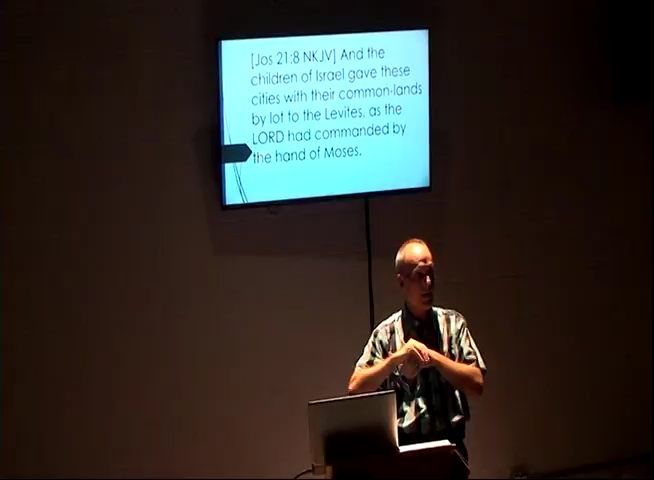 [Jos 21:8 NKJV] And the
children of Israel gave these
cities with their common-lands
by lot to the Levites, as the
LORD had commanded by
the hand of Moses.